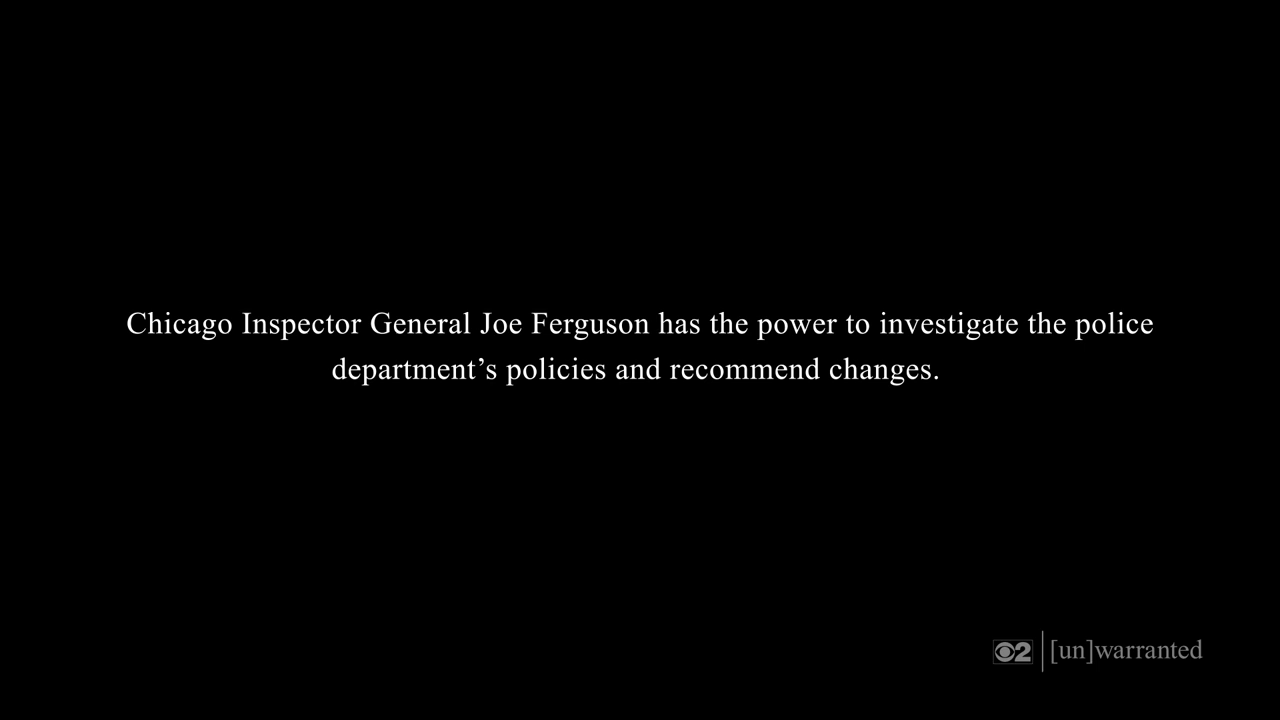 Chicago Inspector General Joe Ferguson has the power to investigate the police
department’s policies and recommend changes.
2 [un]warranted